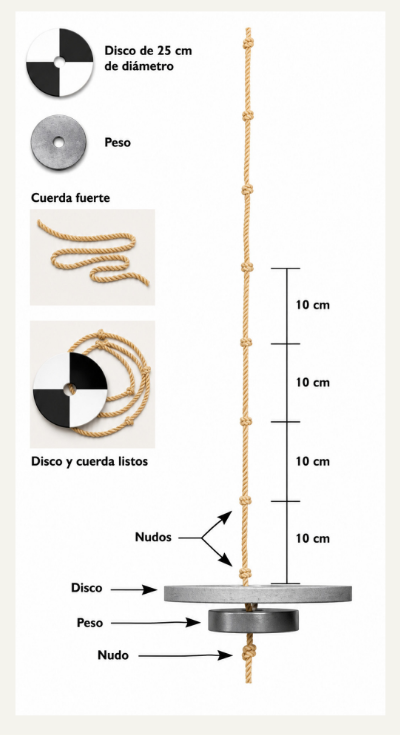 Disco de 25 cm
de diámetro
Peso
Cuerda fuerte
Disco y cuerda listos
10 cm
10 cm
10 cm
10 cm
Nudos
Disco
Peso
Nudo